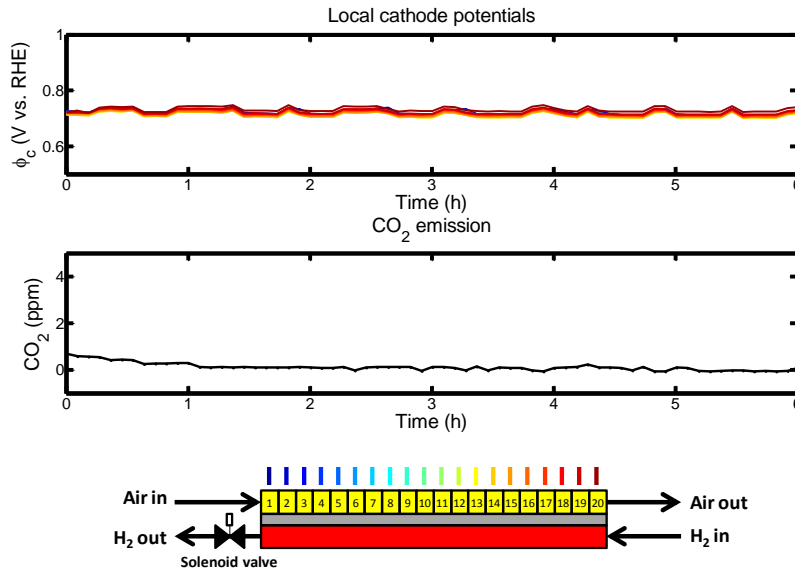 Local cathode potentials
1
0.8
0.6
ϕc (V vs. RHE)
0 1 2 3 4 5 6
Time (h)
CO2 emission
4
2
0
CO2 (ppm)
0 1 2 3 4 5 6
Time (h)
Air in
1 2 3 4 5 6 7 8 9 10 11 12 13 14 15 16 17 18 19 20
Air out
H2 out
H2 in
Solenoid valve